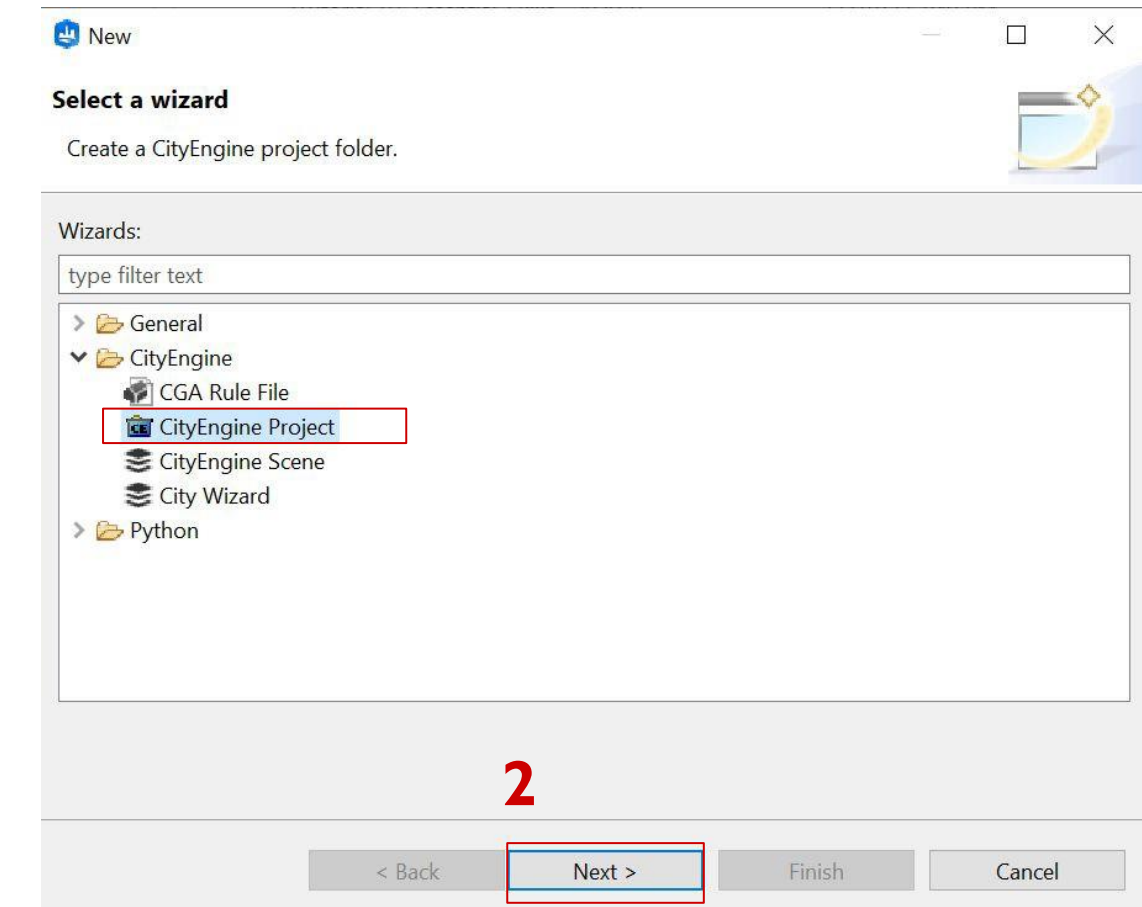 New
Select a wizard
Create a CityEngine project folder.
Wizards:
type filter text
General
CityEngine
CGA Rule File
CE CityEngine Project
CityEngine Scene
City Wizard
Python
2
< Back Next > Finish Cancel